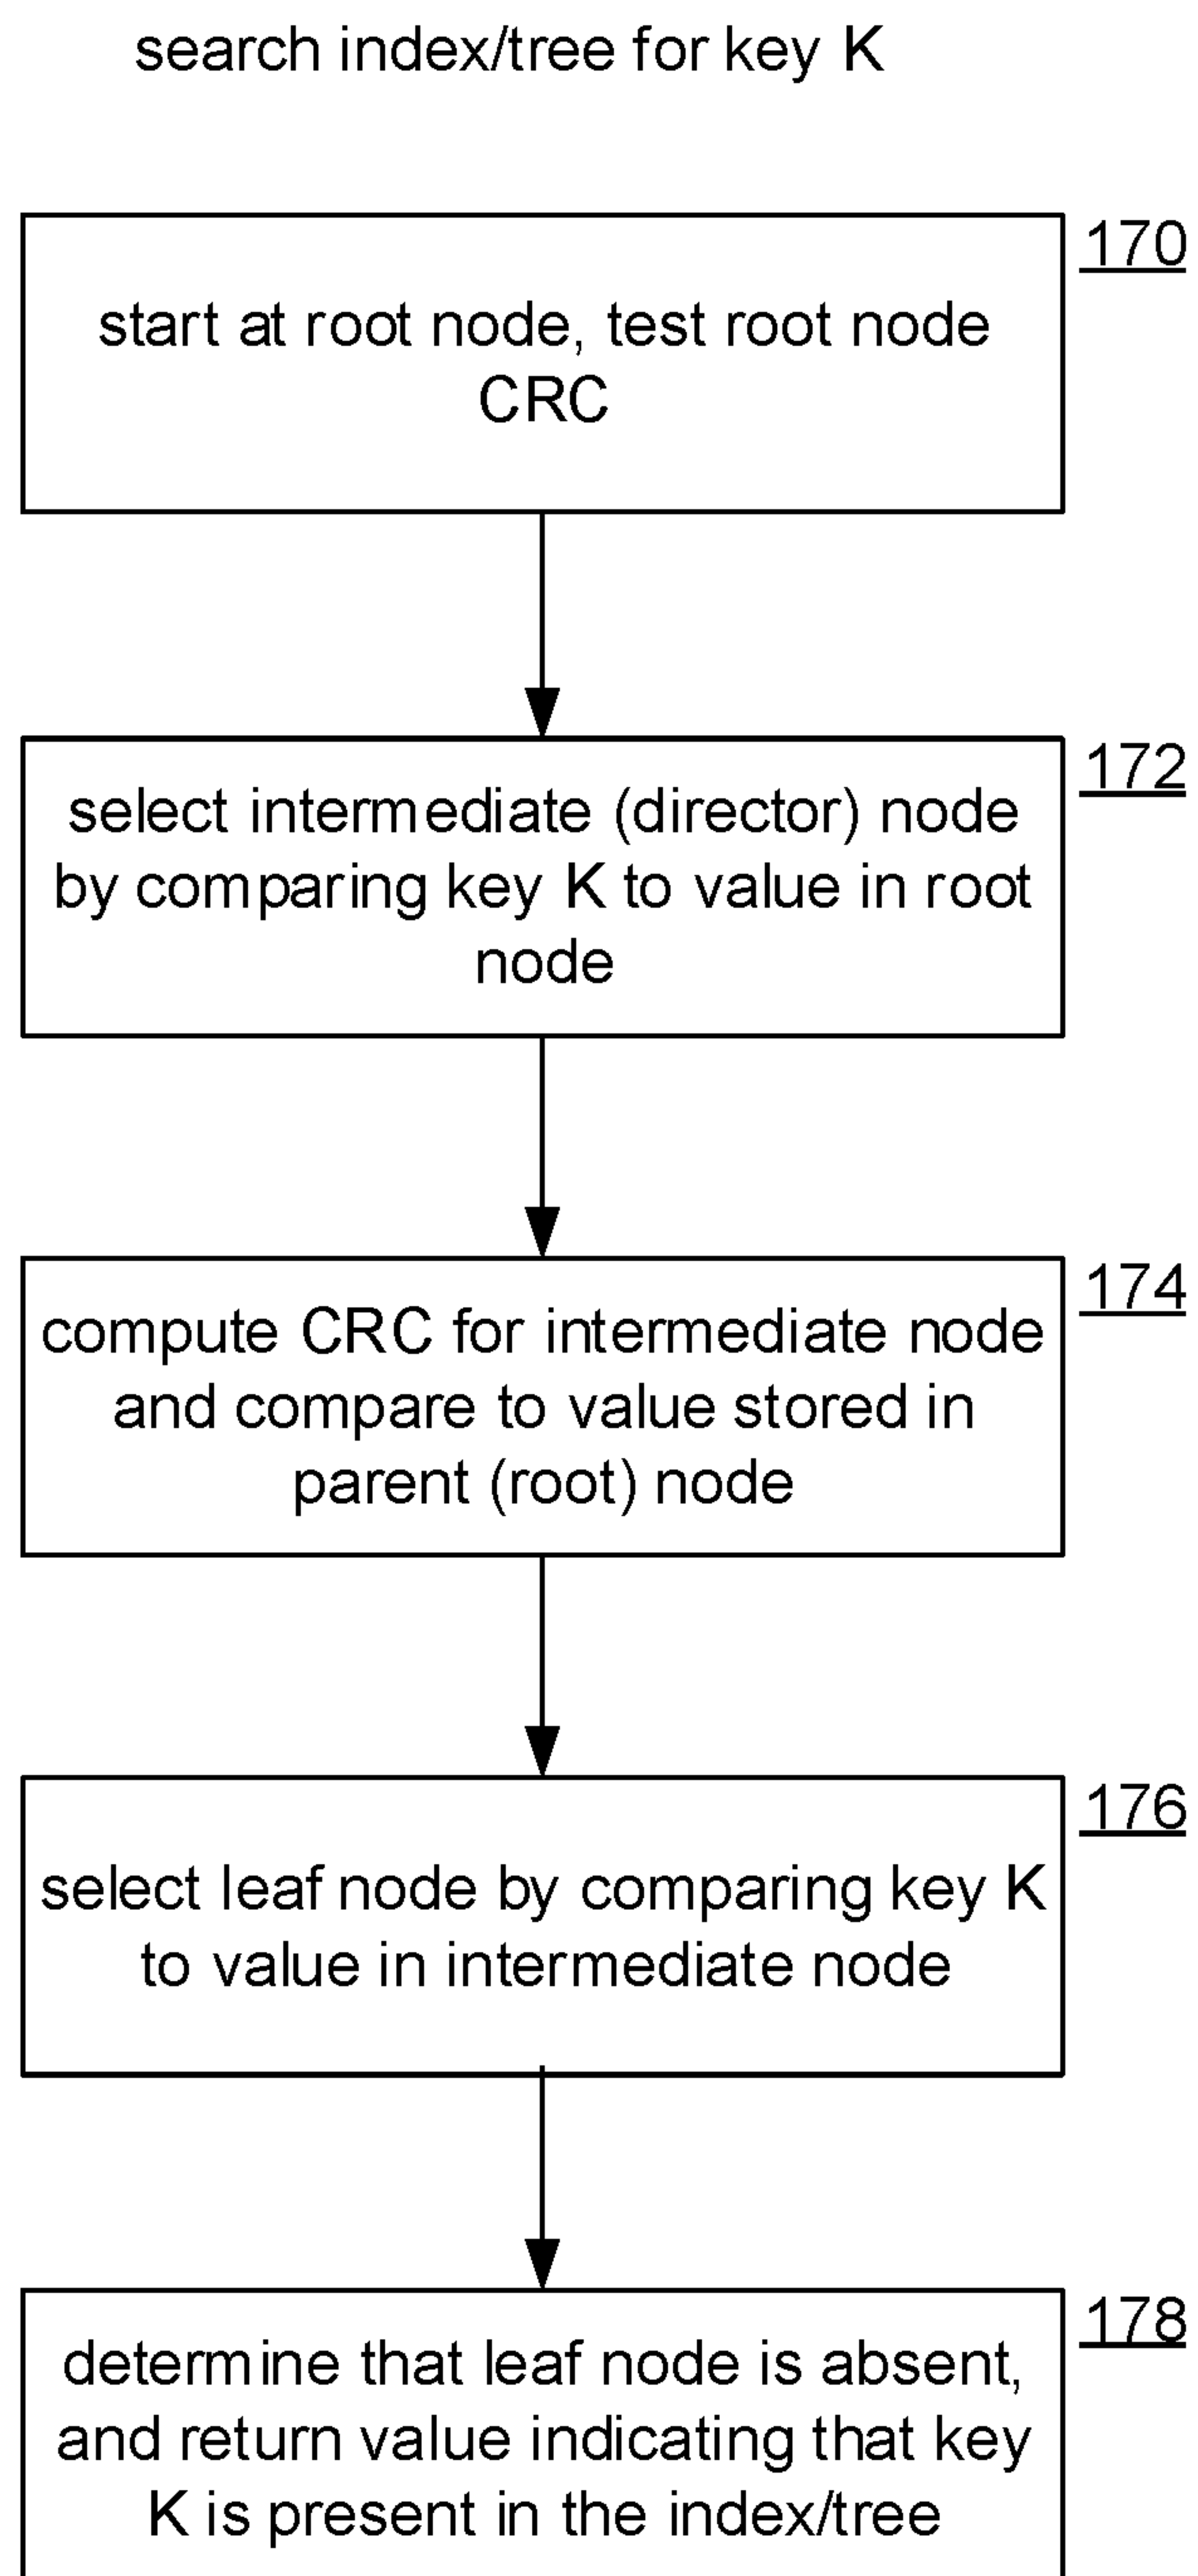 search index/tree for key K
170
start at root node, test root node
CRC
172
select intermediate (director) node
by comparing key K to value in root
node
174
compute CRC for intermediate node
and compare to value stored in
parent (root) node
176
select leaf node by comparing key K
to value in intermediate node
178
determine that leaf node is absent,
and return value indicating that key
K is present in the index/tree